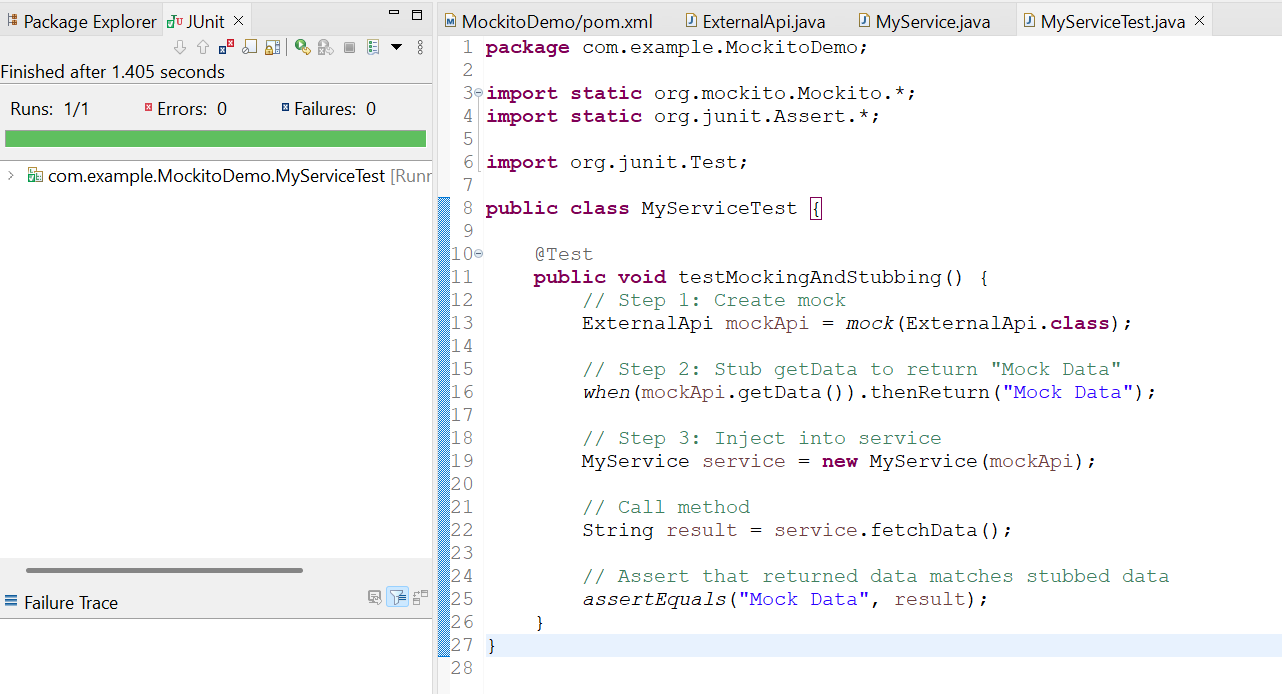 Package Explorer
JUnit
Finished after 1.405 seconds
Runs: 1/1
Errors: 0
Failures: 0
com.example.MockitoDemo.MyServiceTest [Runr
Failure Trace
MockitoDemo/pom.xml
ExternalApi.java
MyService.java
MyServiceTest.java
1 package com.example.MockitoDemo;
2
3 import static org.mockito.Mockito.*;
4 import static org.junit.Assert.*;
5
6 import org.junit.Test;
7
8 public class MyServiceTest {
9
10     @Test
11     public void testMockingAndStubbing() {
12         // Step 1: Create mock
13         ExternalApi mockApi = mock(ExternalApi.class);
14
15         // Step 2: Stub getData to return "Mock Data"
16         when(mockApi.getData()).thenReturn("Mock Data");
17
18         // Step 3: Inject into service
19         MyService service = new MyService(mockApi);
20
21         // Call method
22         String result = service.fetchData();
23
24         // Assert that returned data matches stubbed data
25         assertEquals("Mock Data", result);
26     }
27 }
28